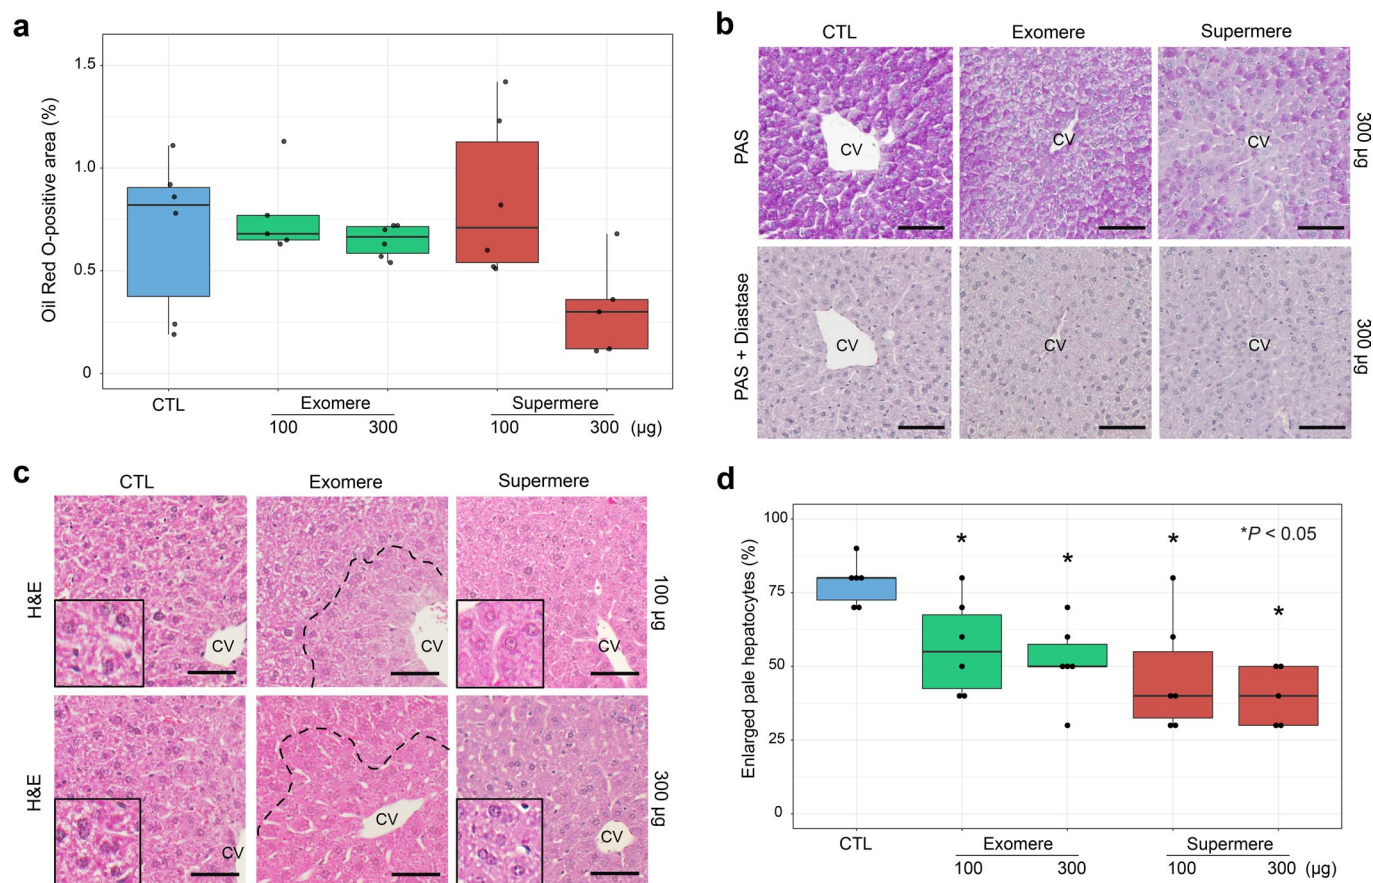 a
Oil Red O-positive area (%)
1.5
1.0
0.5
0
CTL
Exomere
Supermere
100
300
100
300
(µg)
b
CTL
Exomere
Supermere
PAS
CV
CV
CV
300 µg
PAS + Diastase
CV
CV
CV
300 µg
c
CTL
Exomere
Supermere
H&E
CV
CV
CV
100 µg
H&E
CV
CV
CV
300 µg
d
Enlarged pale hepatocytes (%)
100
75
50
25
0
*
*
*
*
*P < 0.05
CTL
Exomere
Supermere
100
300
100
300
(µg)